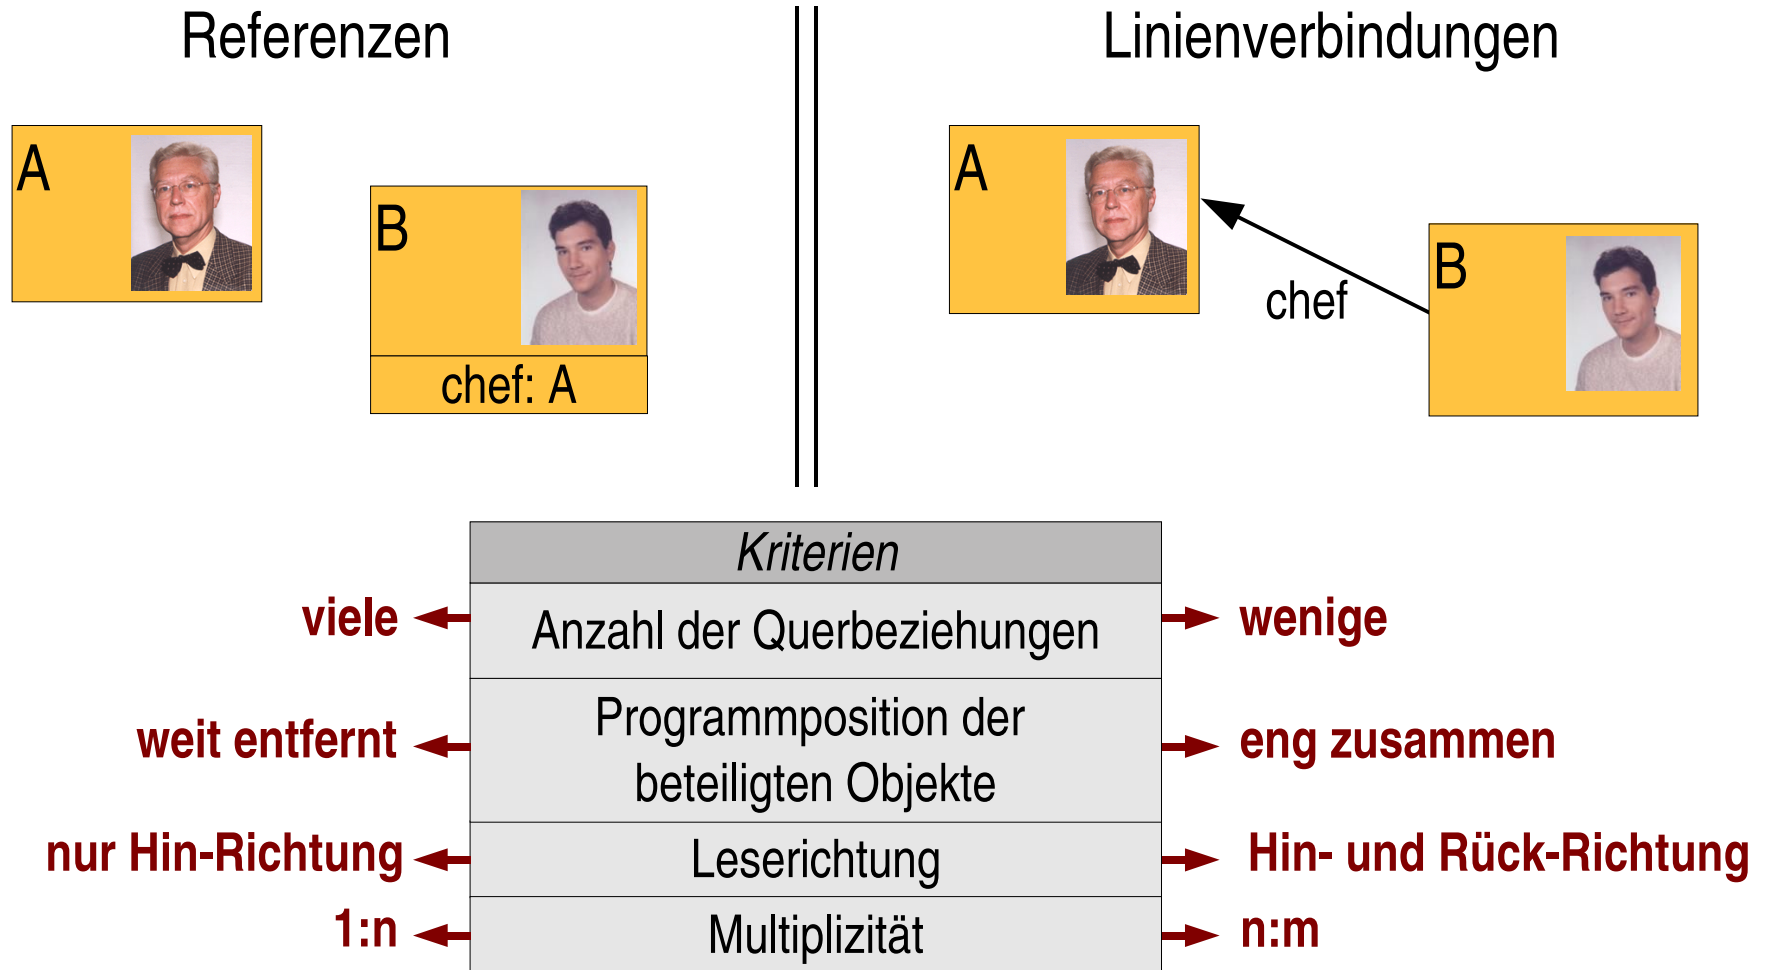 Referenzen
Linienverbindungen
A
B
chef: A
A
chef
B
Kriterien
viele
Anzahl der Querbeziehungen
wenige
weit entfernt
Programmposition der
beteiligten Objekte
eng zusammen
nur Hin-Richtung
Leserichtung
Hin- und Rück-Richtung
1:n
Multiplizität
n:m